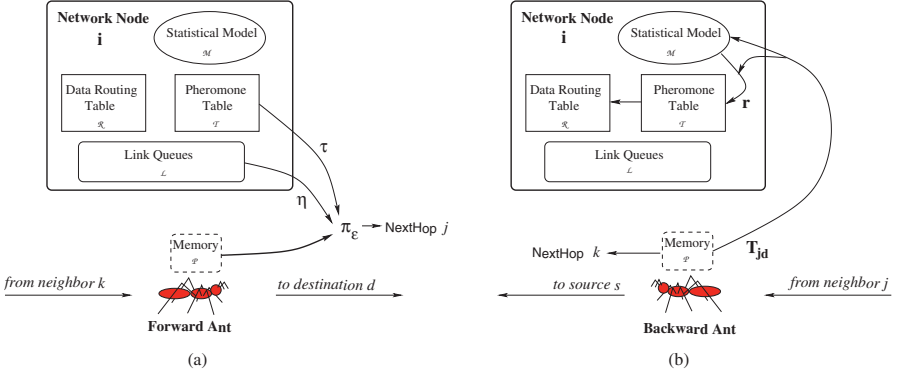 Network Node
i
Statistical Model
M
Data Routing
Table
R
Pheromone
Table
T
Link Queues
L
τ
η
π_ε
NextHop j
Memory
P
from neighbor k
to destination d
Forward Ant
(a)
Network Node
i
Statistical Model
M
Data Routing
Table
R
Pheromone
Table
T
r
Link Queues
L
NextHop k
Memory
P
T_jd
to source s
from neighbor j
Backward Ant
(b)